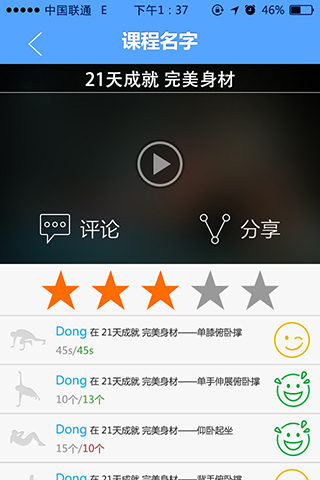 中国联通 E 下午1：37 46%
课程名字
21天成就 完美身材
评论 分享
Dong 在 21天成就 完美身材——单膝俯卧撑
45s/45s
Dong 在 21天成就 完美身材——单手伸展俯卧撑
10个/13个
Dong 在 21天成就 完美身材——仰卧起坐
15个/10个
Dong 在 21天成就 完美身材——背手俯卧撑